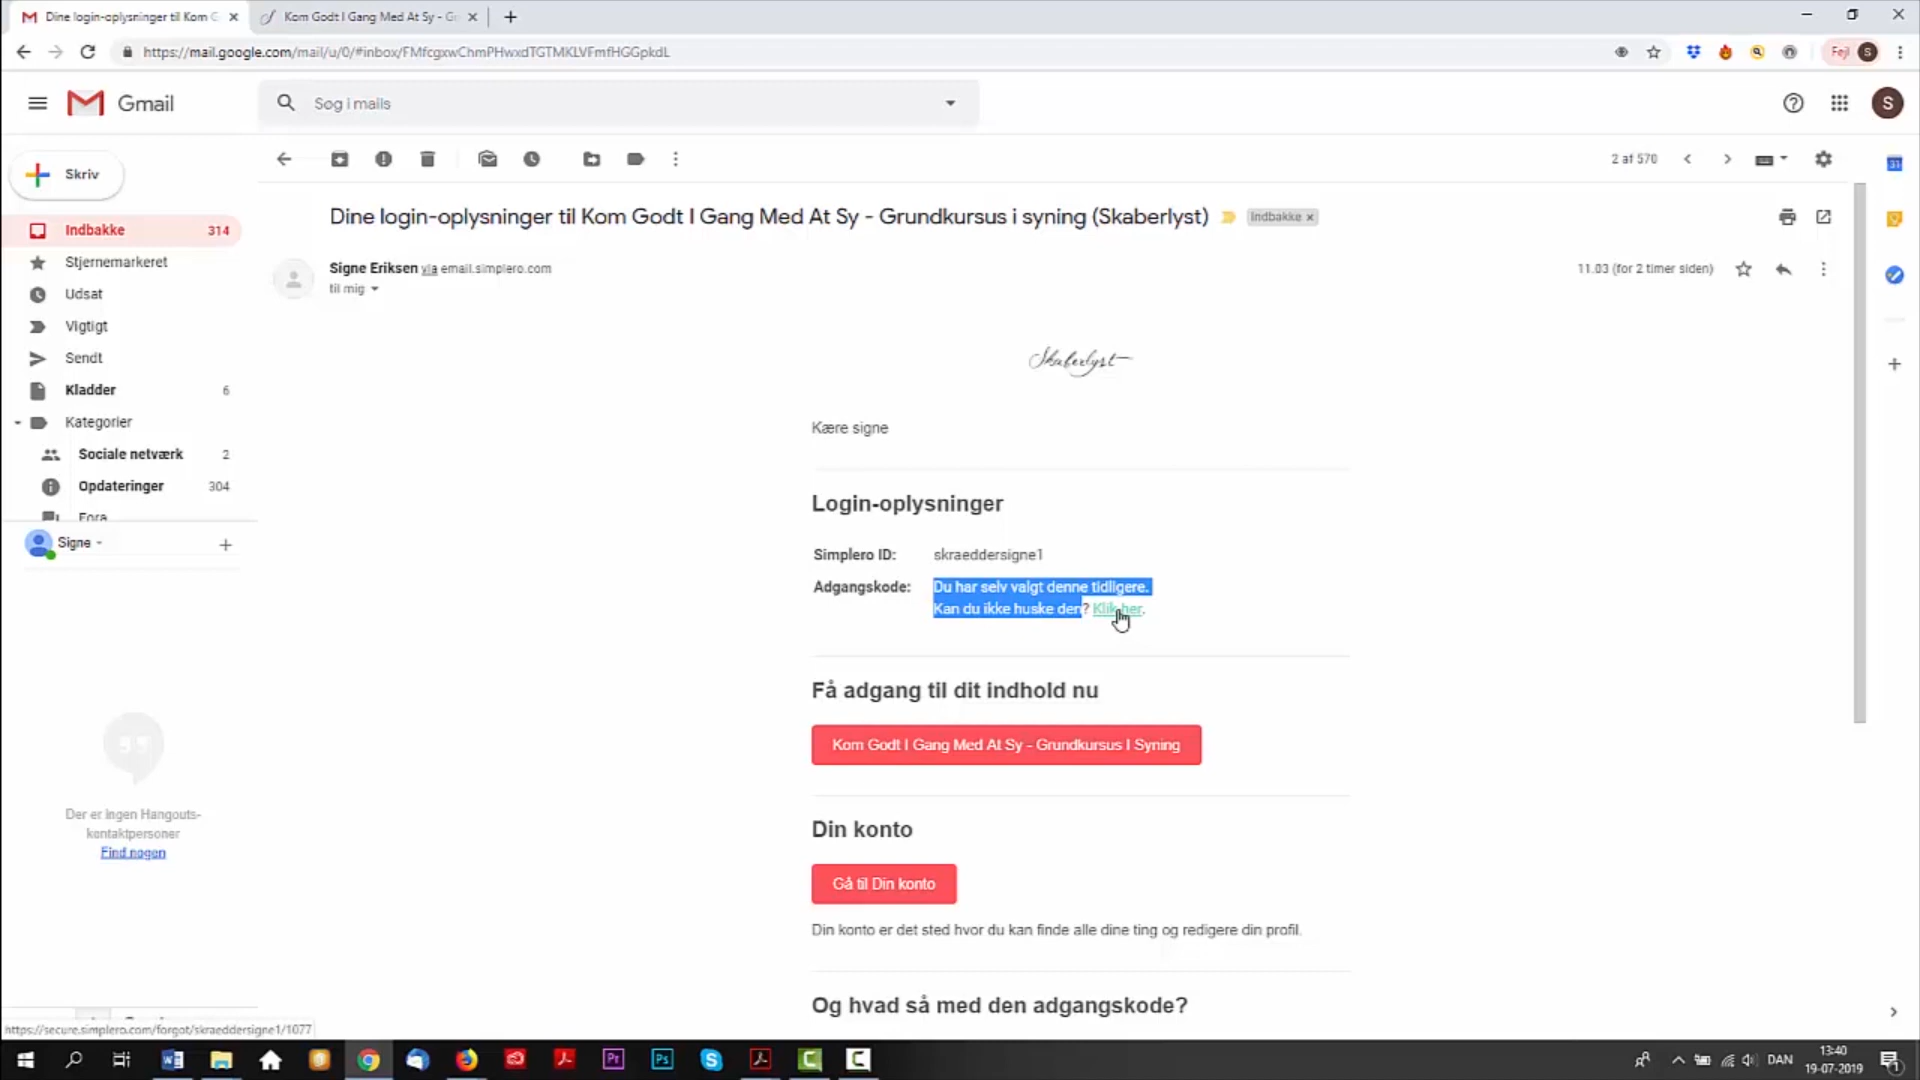 Dine login-oplysninger til Kom G
Kom Godt I Gang Med At Sy - Gr
https://mail.google.com/mail/u/0/#inbox/FMfcgxwChmPHwxdTGTMKLVFmfHGGpkdL
Fejl
S
Gmail
Søg i mails
S
Skriv
2 af 570
Indbakke 314
Stjernemarkeret
Udsat
Vigtigt
Sendt
Kladder 6
Kategorier
Sociale netværk 2
Opdateringer 304
Fora
Signe
Der er ingen Hangouts-
kontaktpersoner
Find nogen
Dine login-oplysninger til Kom Godt I Gang Med At Sy - Grundkursus i syning (Skaberlyst)
Indbakke x
Signe Eriksen via email.simplero.com
11.03 (for 2 timer siden)
til mig
Skaberlyst
Kære signe
Login-oplysninger
Simplero ID: skraeddersigne1
Adgangskode: Du har selv valgt denne tidligere.
Kan du ikke huske den? Klik her.
Få adgang til dit indhold nu
Kom Godt I Gang Med At Sy - Grundkursus I Syning
Din konto
Gå til Din konto
Din konto er det sted hvor du kan finde alle dine ting og redigere din profil.
Og hvad så med den adgangskode?
https://secure.simplero.com/forgot/skraeddersigne1/1077
DAN
13:40
19-07-2019